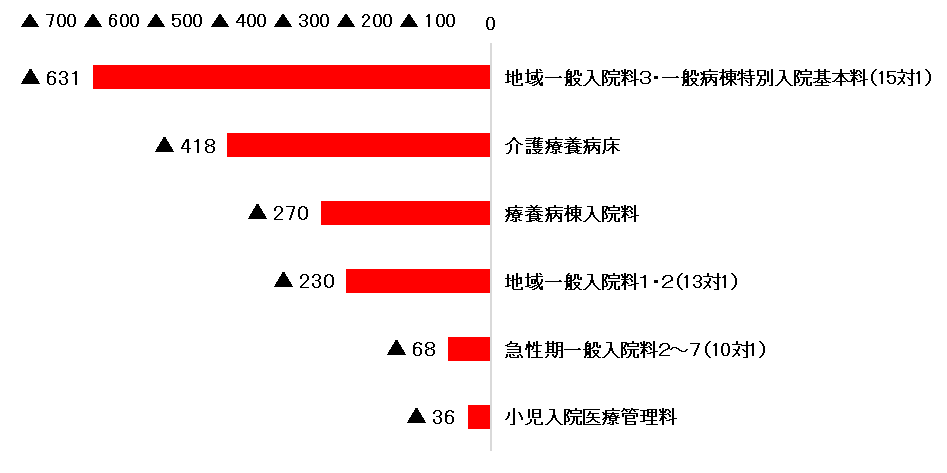 ▲ 700 ▲ 600 ▲ 500 ▲ 400 ▲ 300 ▲ 200 ▲ 100 0
▲ 631 地域一般入院料3・一般病棟特別入院基本料(15対1)
▲ 418 介護療養病床
▲ 270 療養病棟入院料
▲ 230 地域一般入院料1・2(13対1)
▲ 68 急性期一般入院料2～7(10対1)
▲ 36 小児入院医療管理料